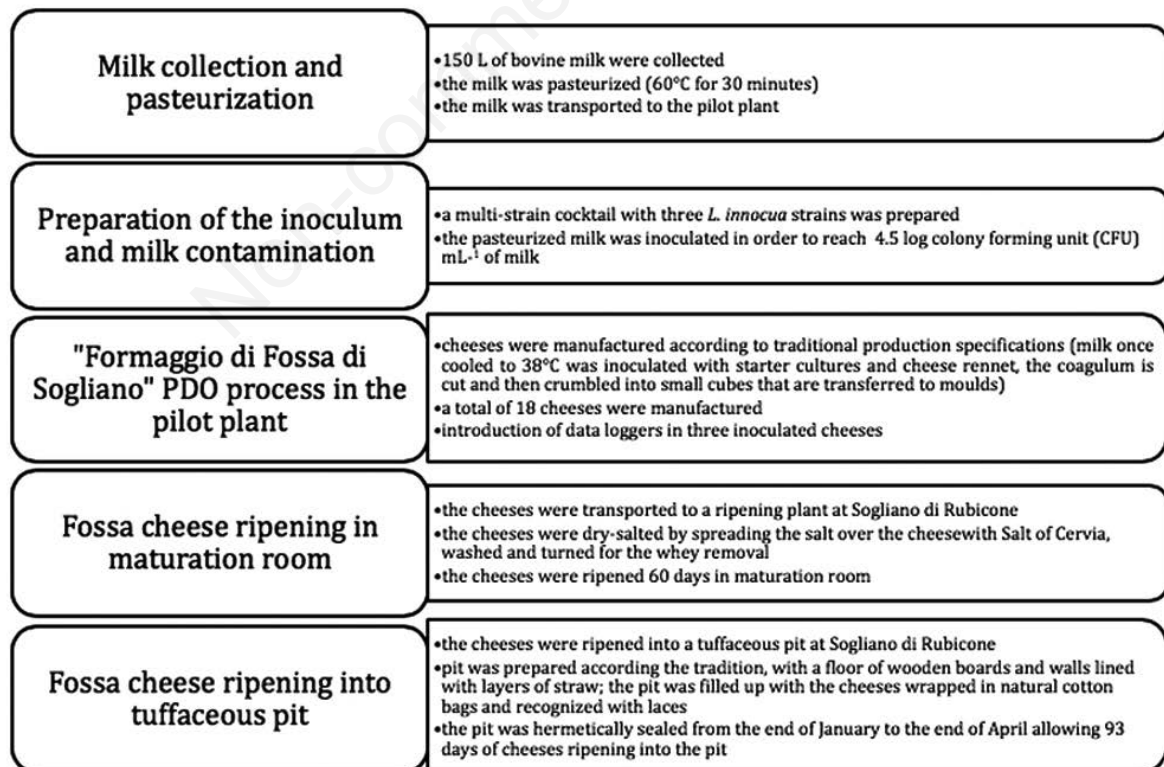 Non-comme
Milk collection and
pasteurization
•150 L of bovine milk were collected
•the milk was pasteurized (60°C for 30 minutes)
•the milk was transported to the pilot plant
Preparation of the inoculum
and milk contamination
•a multi-strain cocktail with three L. innocua strains was prepared
•the pasteurized milk was inoculated in order to reach 4.5 log colony forming unit (CFU)
mL-¹ of milk
"Formaggio di Fossa di
Sogliano" PDO process in the
pilot plant
•cheeses were manufactured according to traditional production specifications (milk once
cooled to 38°C was inoculated with starter cultures and cheese rennet, the coagulum is
cut and then crumbled into small cubes that are transferred to moulds)
•a total of 18 cheeses were manufactured
•introduction of data loggers in three inoculated cheeses
Fossa cheese ripening in
maturation room
•the cheeses were transported to a ripening plant at Sogliano di Rubicone
•the cheeses were dry-salted by spreading the salt over the cheesewith Salt of Cervia,
washed and turned for the whey removal
•the cheeses were ripened 60 days in maturation room
Fossa cheese ripening into
tuffaceous pit
•the cheeses were ripened into a tuffaceous pit at Sogliano di Rubicone
•pit was prepared according the tradition, with a floor of wooden boards and walls lined
with layers of straw; the pit was filled up with the cheeses wrapped in natural cotton
bags and recognized with laces
•the pit was hermetically sealed from the end of January to the end of April allowing 93
days of cheeses ripening into the pit